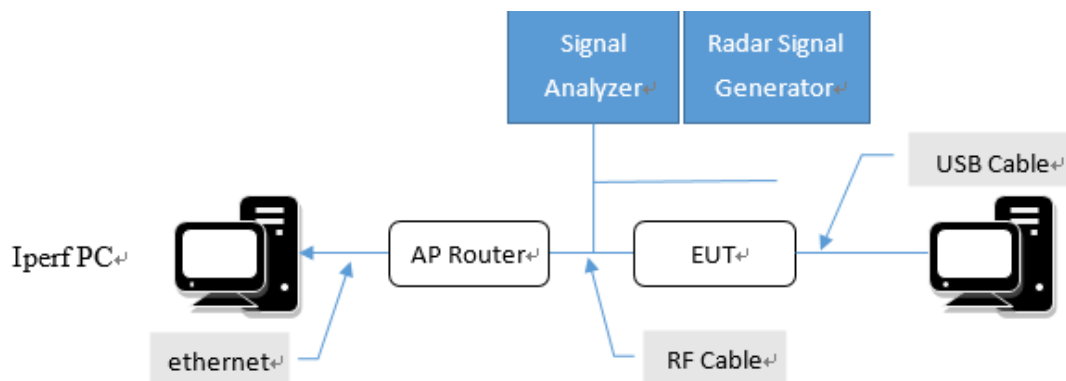 Signal
Analyzer↵
Radar Signal
Generator↵
USB Cable↵
Iperf PC↵
AP Router↵
EUT↵
ethernet↵
RF Cable↵